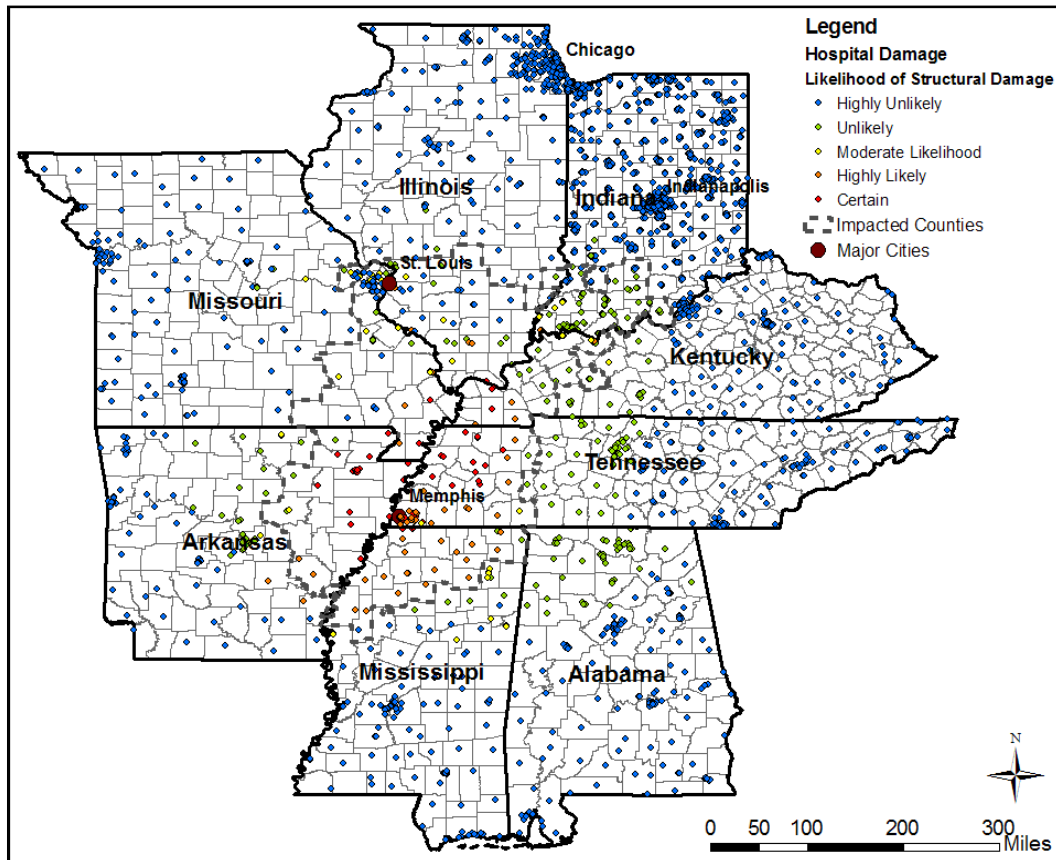 Legend
Hospital Damage
Likelihood of Structural Damage
Highly Unlikely
Unlikely
Moderate Likelihood
Highly Likely
Certain
Impacted Counties
Major Cities
Chicago
Illinois
Indiana
Indianapolis
St. Louis
Missouri
Kentucky
Tennessee
Memphis
Arkansas
Mississippi
Alabama
N
0 50 100 200 300
Miles